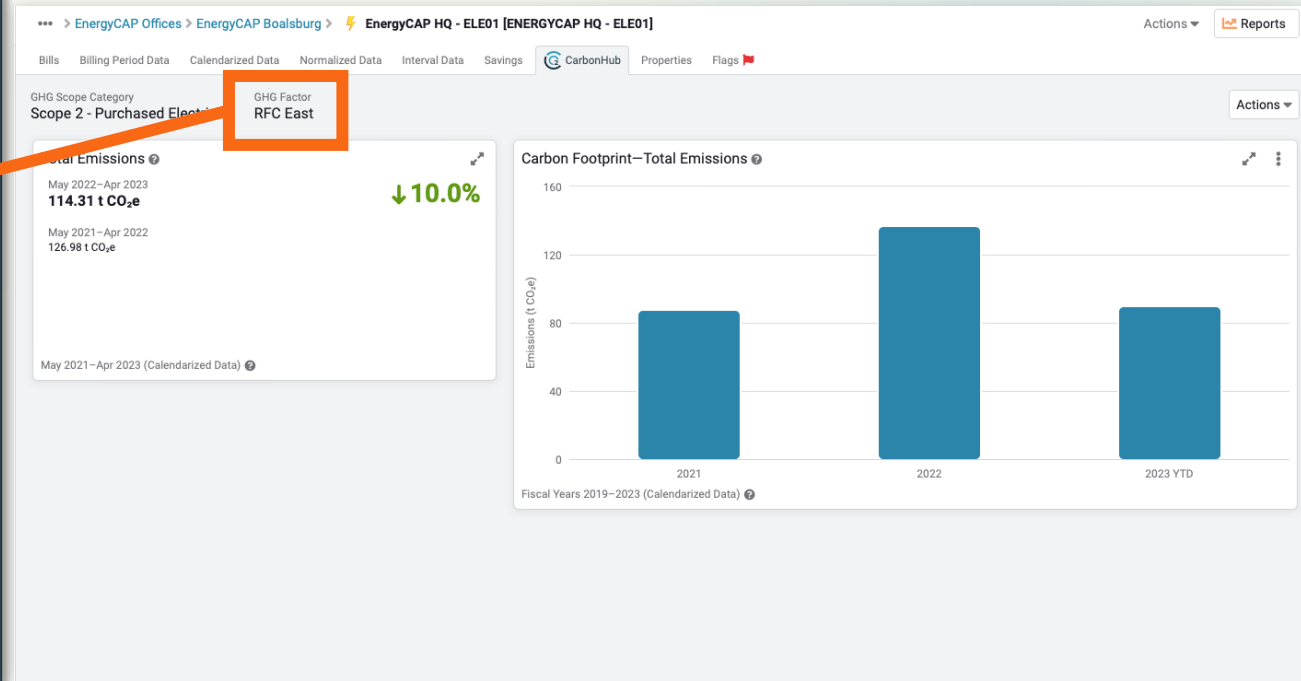 ••• > EnergyCAP Offices > EnergyCAP Boalsburg > EnergyCAP HQ - ELE01 [ENERGYCAP HQ - ELE01]
Actions
Reports
Bills Billing Period Data Calendarized Data Normalized Data Interval Data Savings CarbonHub Properties Flags
GHG Scope Category
Scope 2 - Purchased
GHG Factor
RFC East
Actions
Emissions
May 2022–Apr 2023
114.31 t CO₂e
↓10.0%
May 2021–Apr 2022
126.98 t CO₂e
May 2021–Apr 2023 (Calendarized Data)
Carbon Footprint—Total Emissions
Emissions (t CO₂e)
160
120
80
40
0
2021 2022 2023 YTD
Fiscal Years 2019–2023 (Calendarized Data)